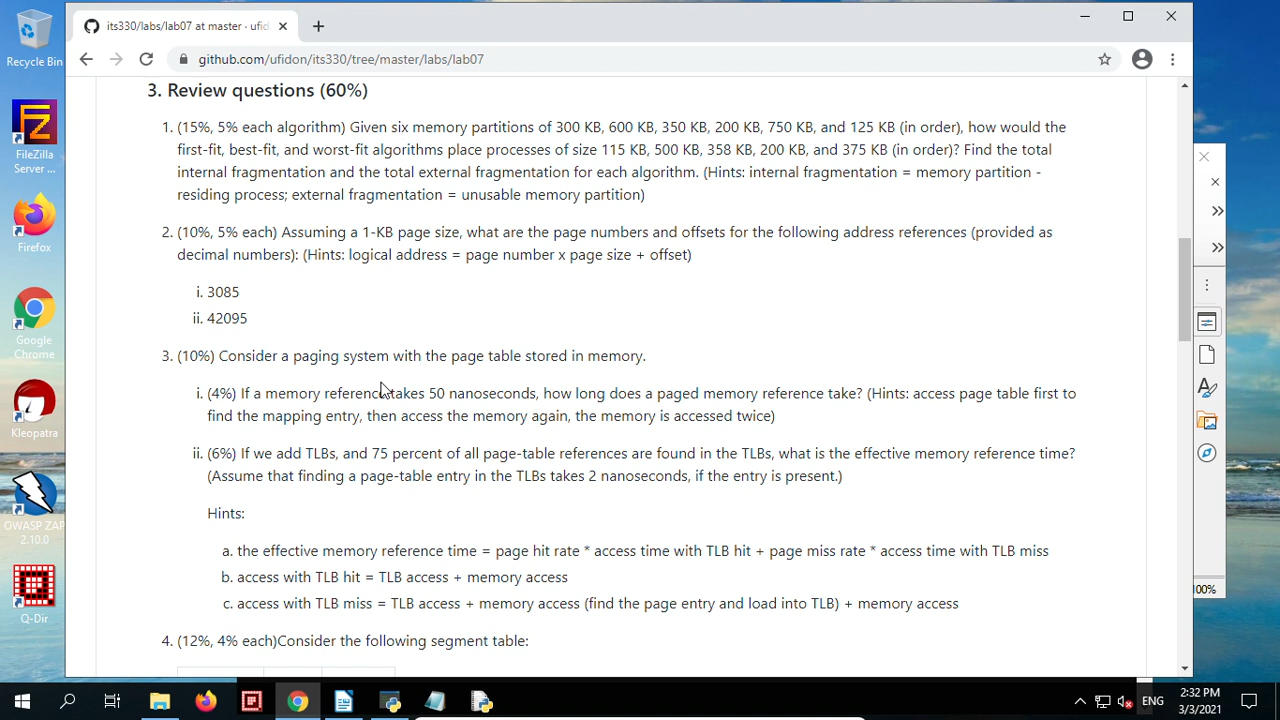 its330/labs/lab07 at master · ufid
github.com/ufidon/its330/tree/master/labs/lab07
Recycle Bin
FileZilla
Server ...
Firefox
Google
Chrome
Kleopatra
OWASP ZAP
2.10.0
Q-Dir
3. Review questions (60%)
1. (15%, 5% each algorithm) Given six memory partitions of 300 KB, 600 KB, 350 KB, 200 KB, 750 KB, and 125 KB (in order), how would the
first-fit, best-fit, and worst-fit algorithms place processes of size 115 KB, 500 KB, 358 KB, 200 KB, and 375 KB (in order)? Find the total
internal fragmentation and the total external fragmentation for each algorithm. (Hints: internal fragmentation = memory partition -
residing process; external fragmentation = unusable memory partition)
2. (10%, 5% each) Assuming a 1-KB page size, what are the page numbers and offsets for the following address references (provided as
decimal numbers): (Hints: logical address = page number x page size + offset)
i. 3085
ii. 42095
3. (10%) Consider a paging system with the page table stored in memory.
i. (4%) If a memory reference takes 50 nanoseconds, how long does a paged memory reference take? (Hints: access page table first to
find the mapping entry, then access the memory again, the memory is accessed twice)
ii. (6%) If we add TLBs, and 75 percent of all page-table references are found in the TLBs, what is the effective memory reference time?
(Assume that finding a page-table entry in the TLBs takes 2 nanoseconds, if the entry is present.)
Hints:
a. the effective memory reference time = page hit rate * access time with TLB hit + page miss rate * access time with TLB miss
b. access with TLB hit = TLB access + memory access
c. access with TLB miss = TLB access + memory access (find the page entry and load into TLB) + memory access
4. (12%, 4% each)Consider the following segment table:
100%
ENG
2:32 PM
3/3/2021